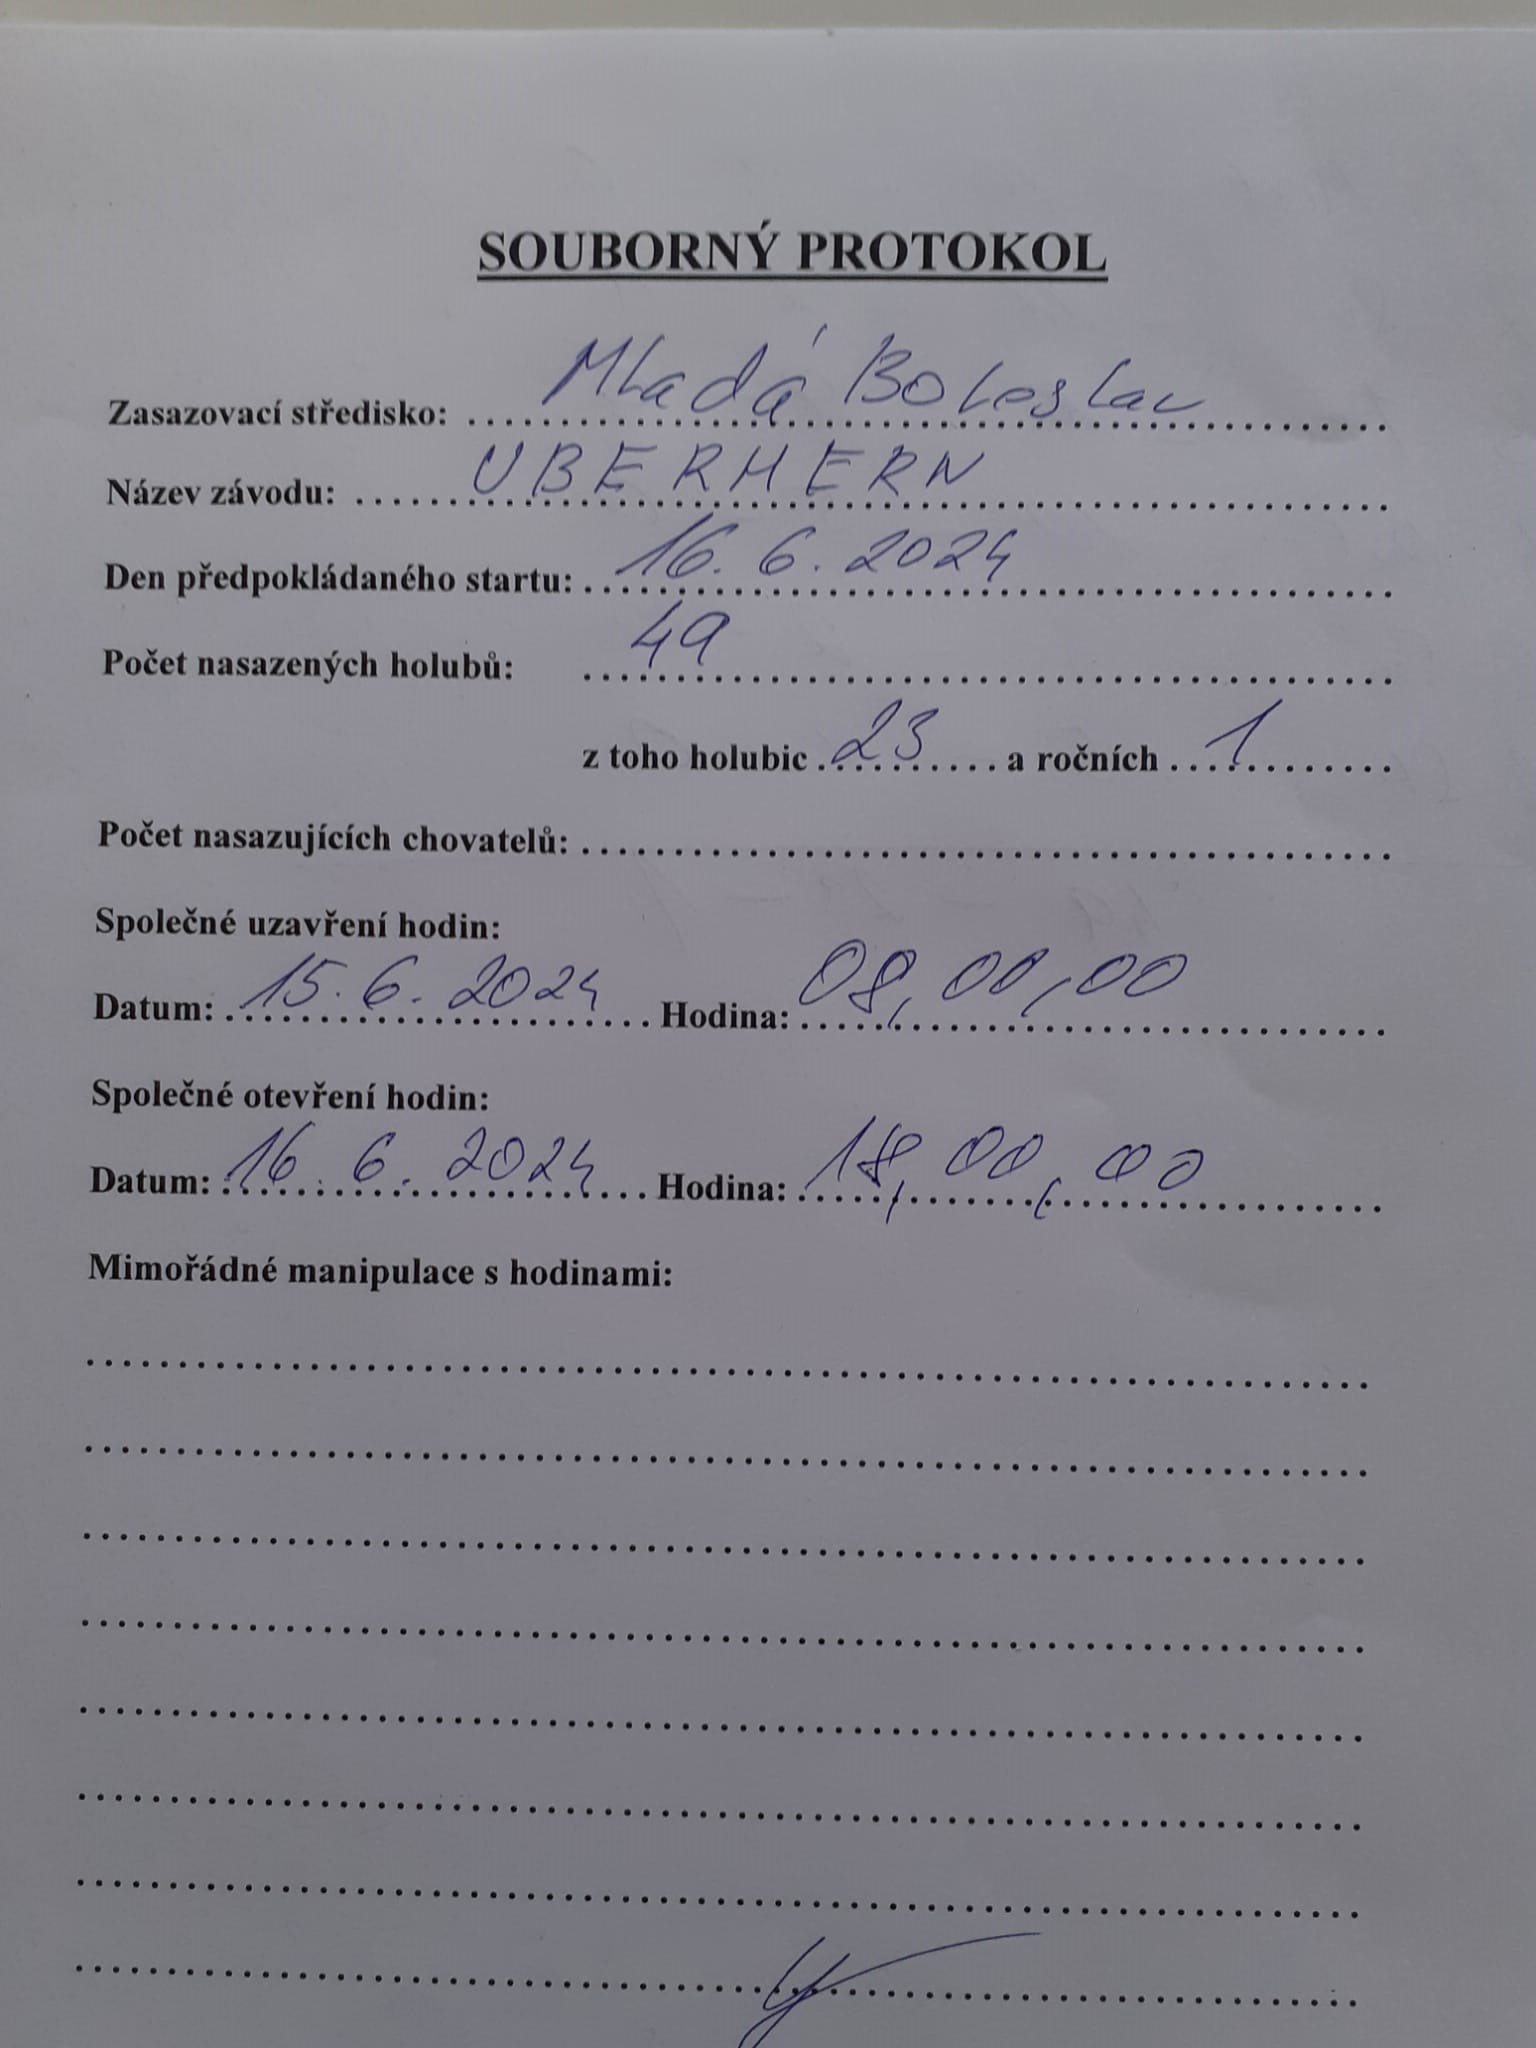 SOUBORNÝ PROTOKOL
Zasazovací středisko: Mladá Boleslav
Název závodu: UBERHERN
Den předpokládaného startu: 16.6.2024
Počet nasazených holubů: 49
z toho holubic 23 a ročních 1
Počet nasazujících chovatelů:
Společné uzavření hodin:
Datum: 15.6.2024 Hodina: 08,00,00
Společné otevření hodin:
Datum: 16.6.2024 Hodina: 18,00,00
Mimořádné manipulace s hodinami: